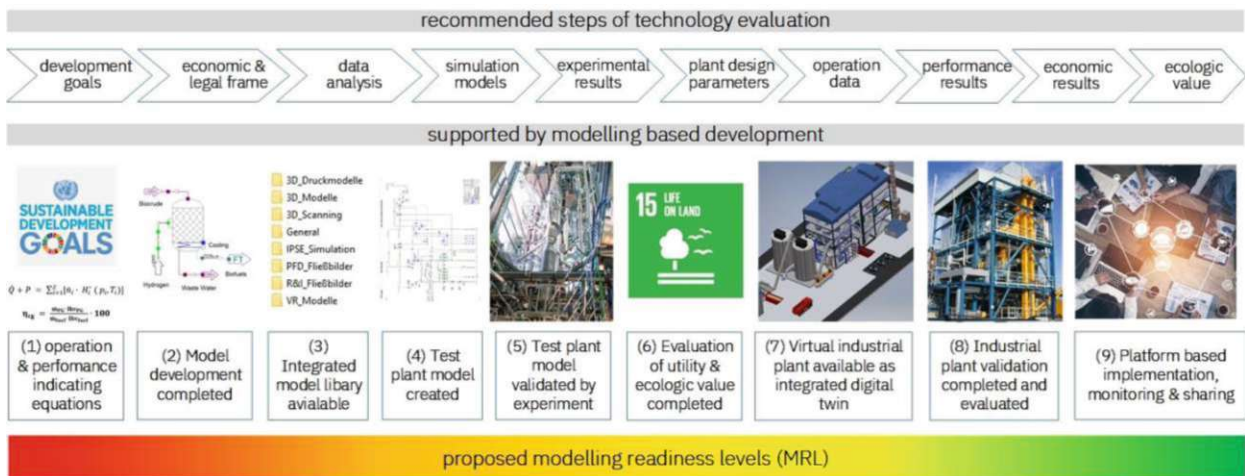 recommended steps of technology evaluation
development
goals
economic &
legal frame
data
analysis
simulation
models
experimental
results
plant design
parameters
operation
data
performance
results
economic
results
ecologic
value
supported by modelling based development
SUSTAINABLE
DEVELOPMENT
GOALS
Biocrude
Cooling
FT
Biofuels
Hydrogen
Waste Water
3D_Druckmodelle
3D_Modelle
3D_Scanning
General
IPSE_Simulation
PFD_Fließbilder
R&I_Fließbilder
VR_Modelle
15 LIFE
ON LAND
(1) operation
& perfomance
indicating
equations
(2) Model
development
completed
(3)
Integrated
model libary
avialable
(4) Test
plant model
created
(5) Test plant
model
validated by
experiment
(6) Evaluation
of utility &
ecologic value
completed
(7) Virtual industrial
plant available as
integrated digital
twin
(8) Industrial
plant validation
completed and
evaluated
(9) Platform based
implementation,
monitoring & sharing
proposed modelling readiness levels (MRL)